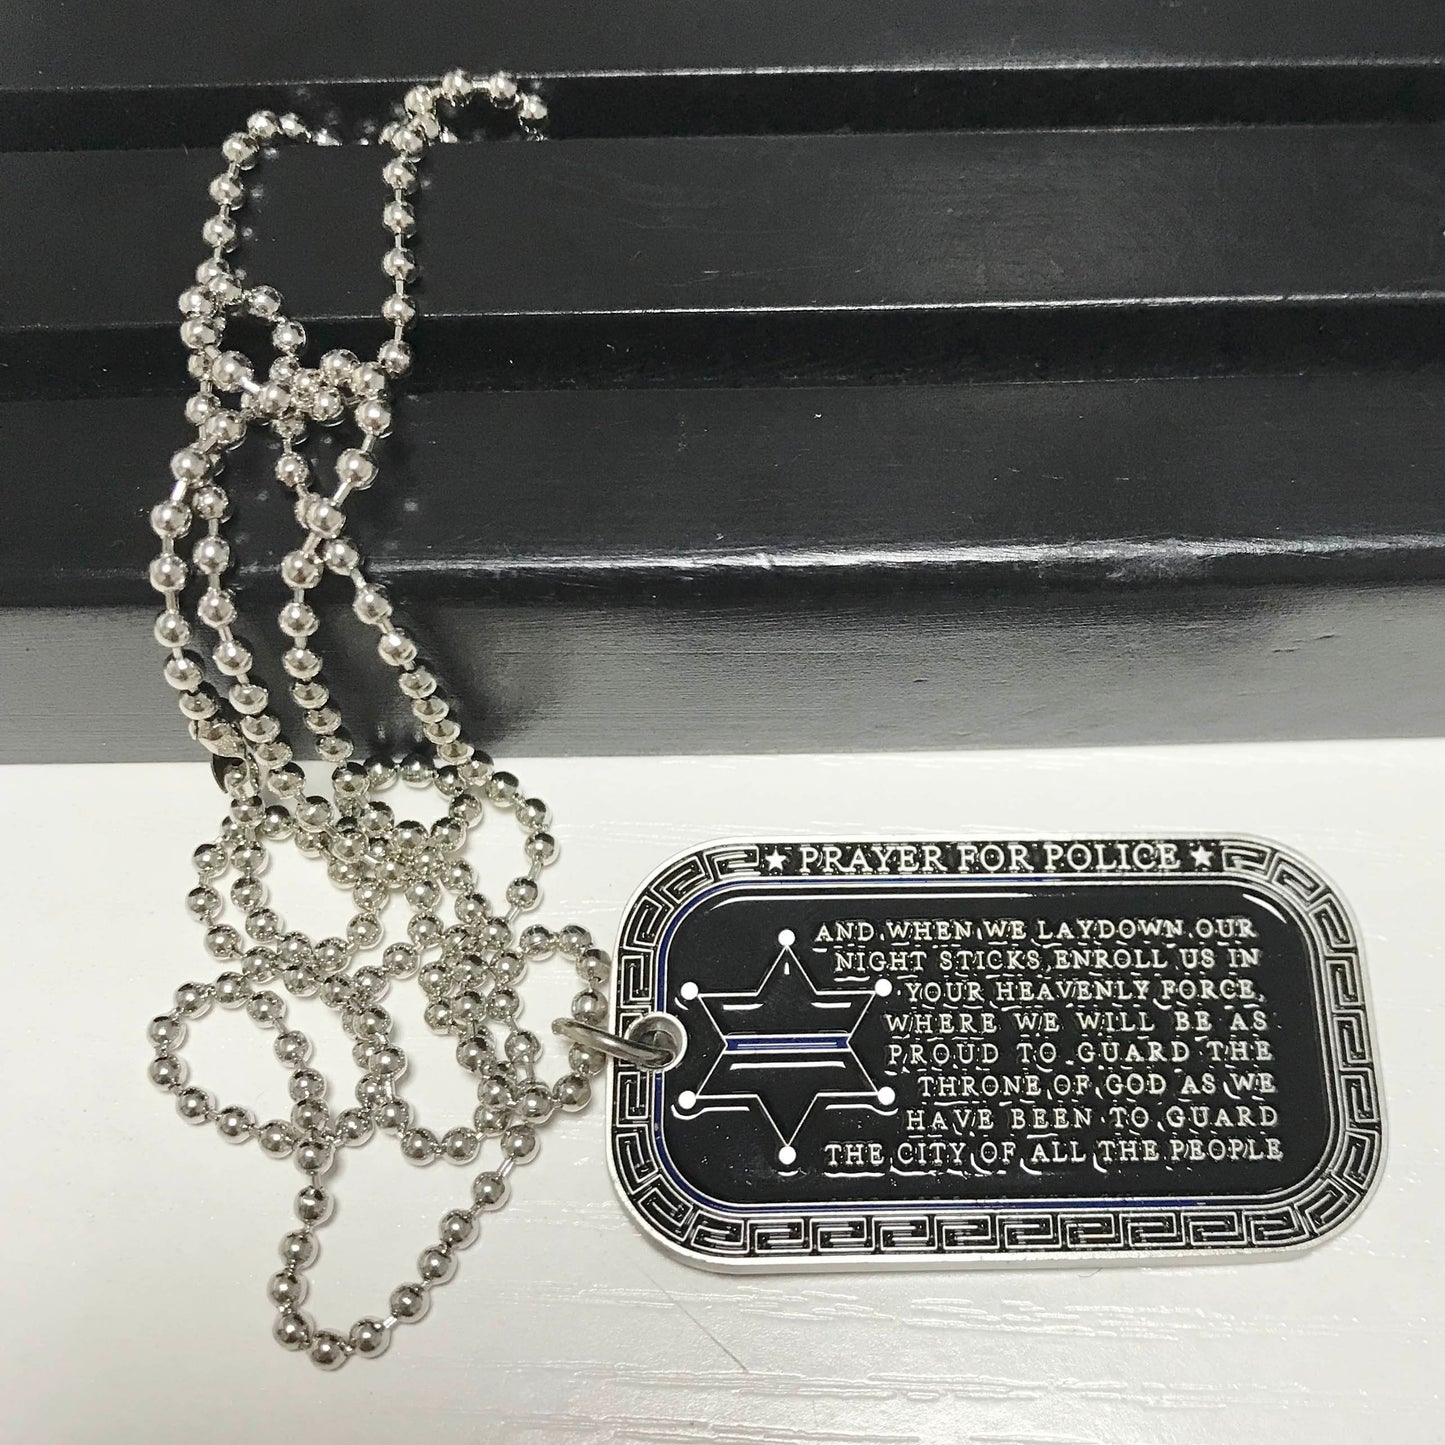 ★ PRAYER FOR POLICE ★
AND WHEN WE LAYDOWN OUR
NIGHT STICKS, ENROLL US IN
YOUR HEAVENLY FORCE,
WHERE WE WILL BE AS
PROUD TO GUARD THE
THRONE OF GOD AS WE
HAVE BEEN TO GUARD
THE CITY OF ALL THE PEOPLE